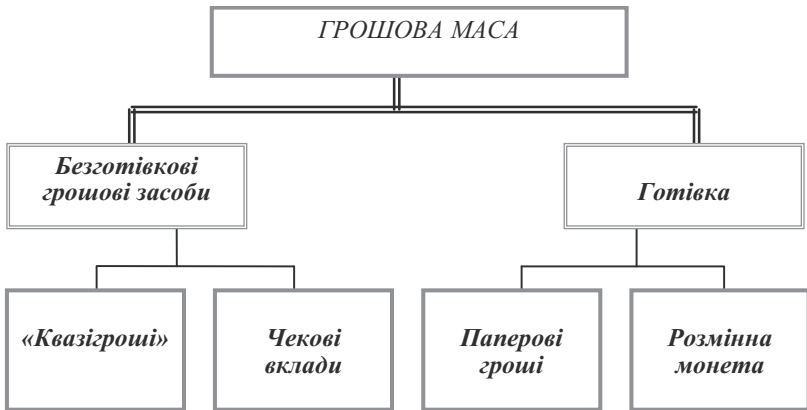 ГРОШОВА МАСА
Безготівкові
грошові засоби
Готівка
«Квазігроші»
Чекові
вклади
Паперові
гроші
Розмінна
монета